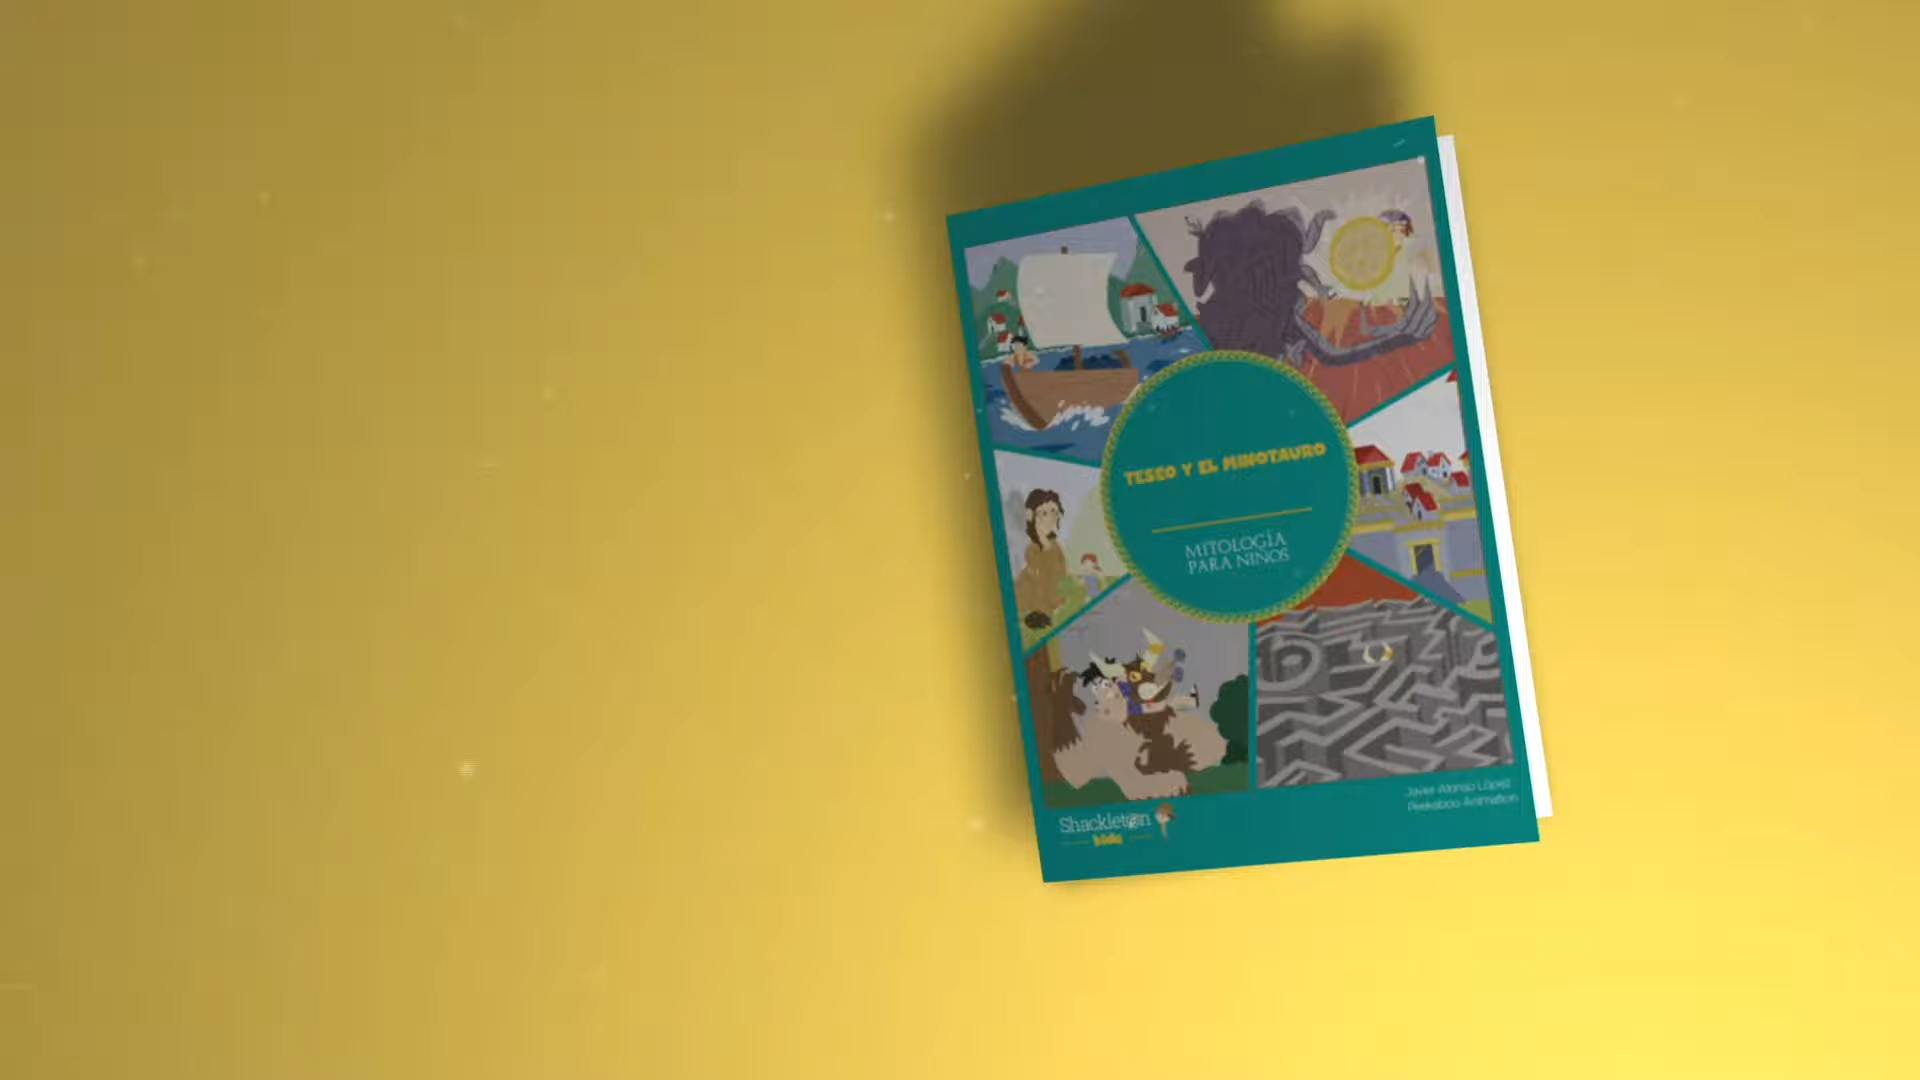 TESEO Y EL MINOTAURO
MITOLOGÍA
PARA NIÑOS
Javier Alonso López
Peekaboo Animation
Shackleton
kids